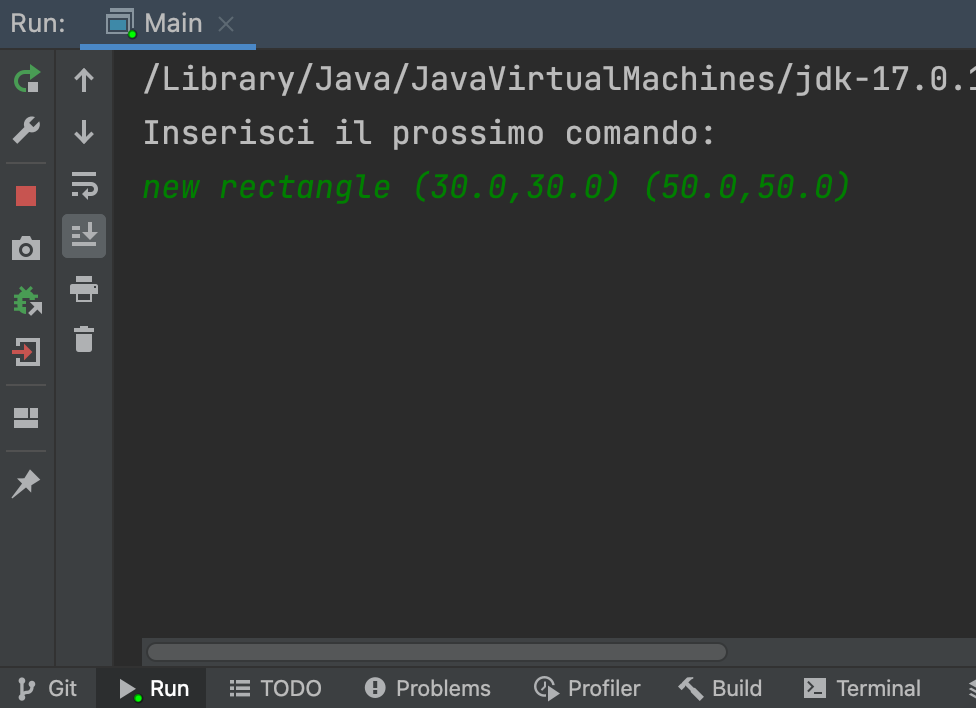 Run: Main
/Library/Java/JavaVirtualMachines/jdk-17.0.1
Inserisci il prossimo comando:
new rectangle (30.0,30.0) (50.0,50.0)
Git Run TODO Problems Profiler Build Terminal